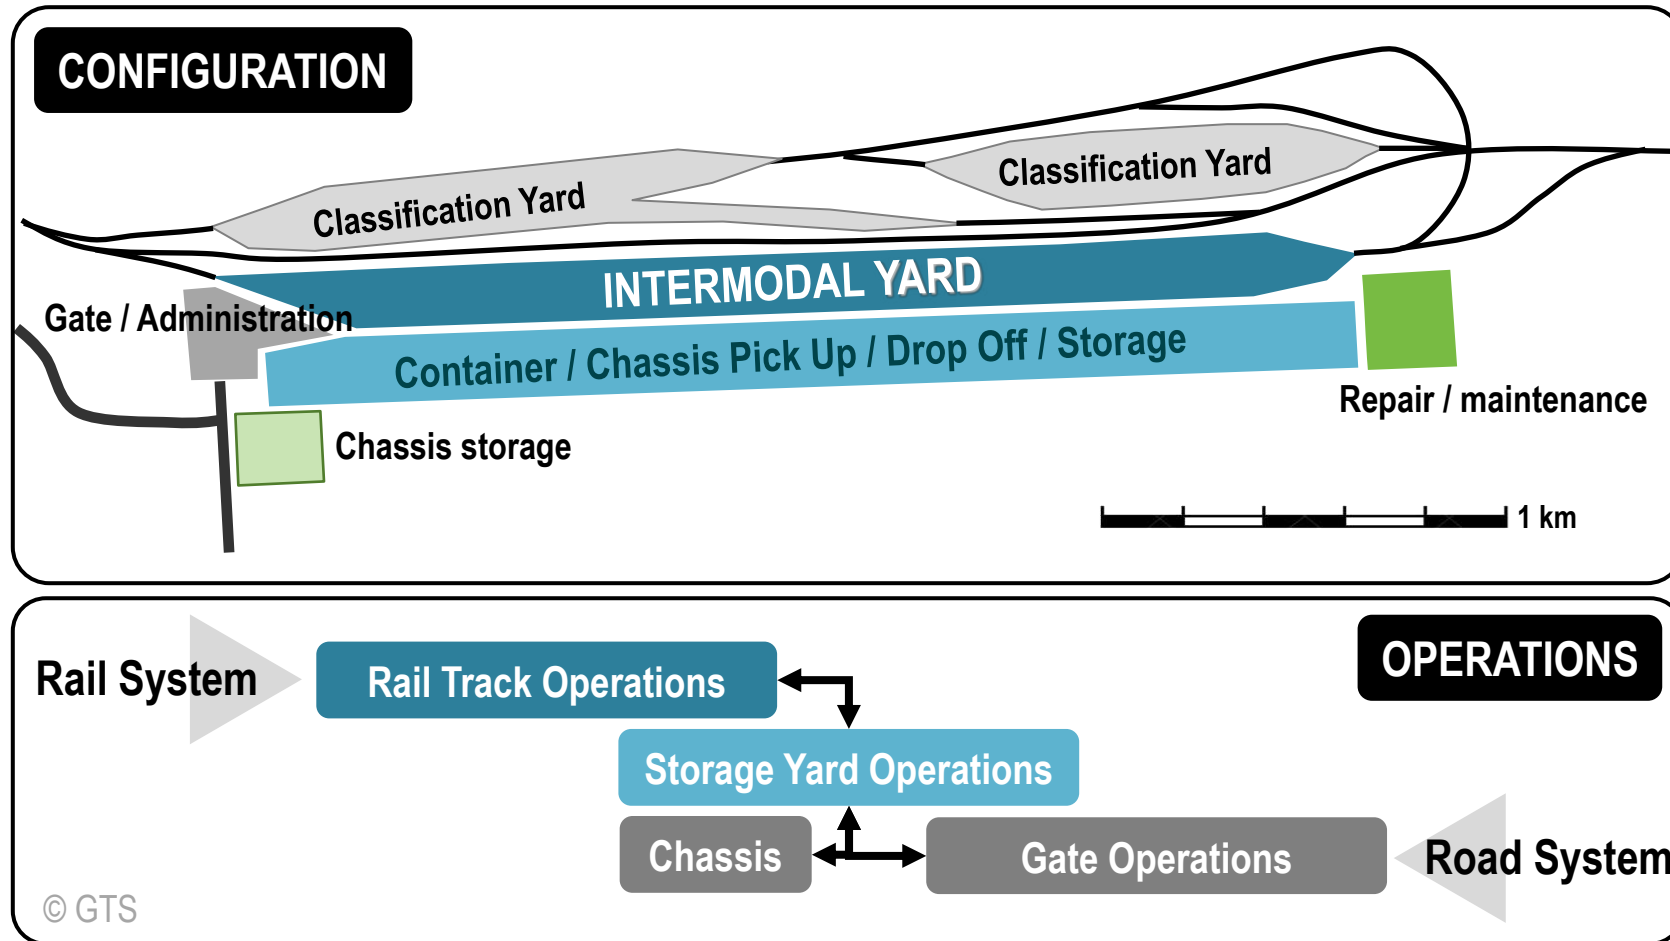 CONFIGURATION
Classification Yard
Classification Yard
INTERMODAL YARD
Gate / Administration
Container / Chassis Pick Up / Drop Off / Storage
Repair / maintenance
Chassis storage
1 km
OPERATIONS
Rail System
Rail Track Operations
Storage Yard Operations
Chassis
Gate Operations
Road System
© GTS